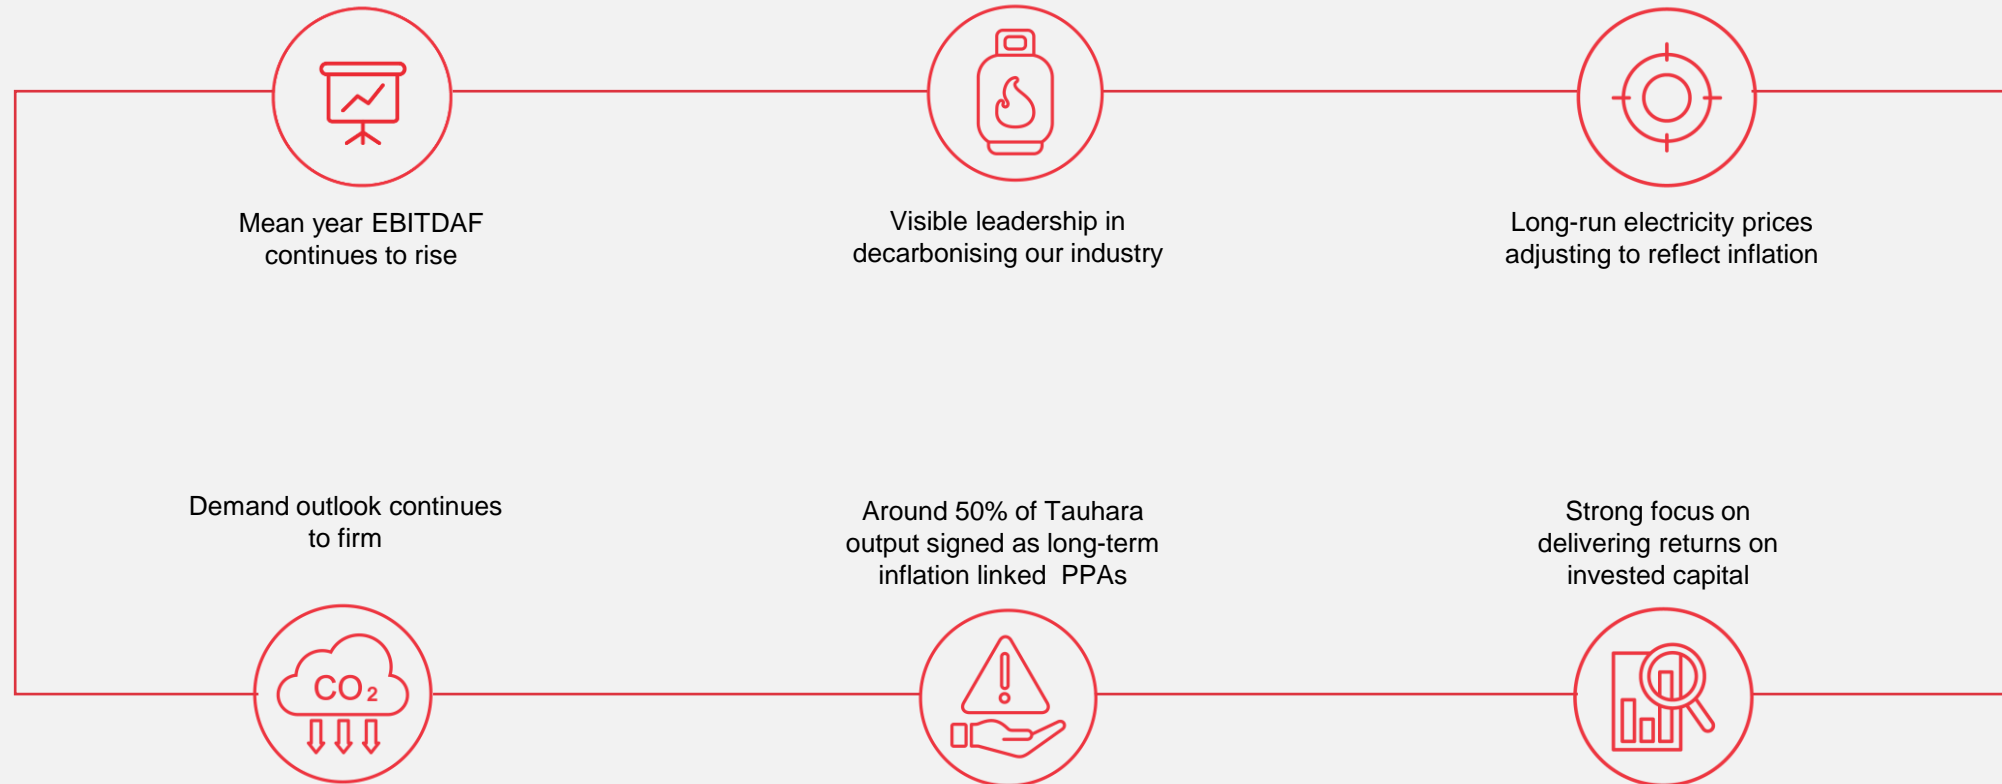 Mean year EBITDAF
continues to rise
Visible leadership in
decarbonising our industry
Long-run electricity prices
adjusting to reflect inflation
Demand outlook continues
to firm
Around 50% of Tauhara
output signed as long-term
inflation linked  PPAs
Strong focus on
delivering returns on
invested capital
CO₂